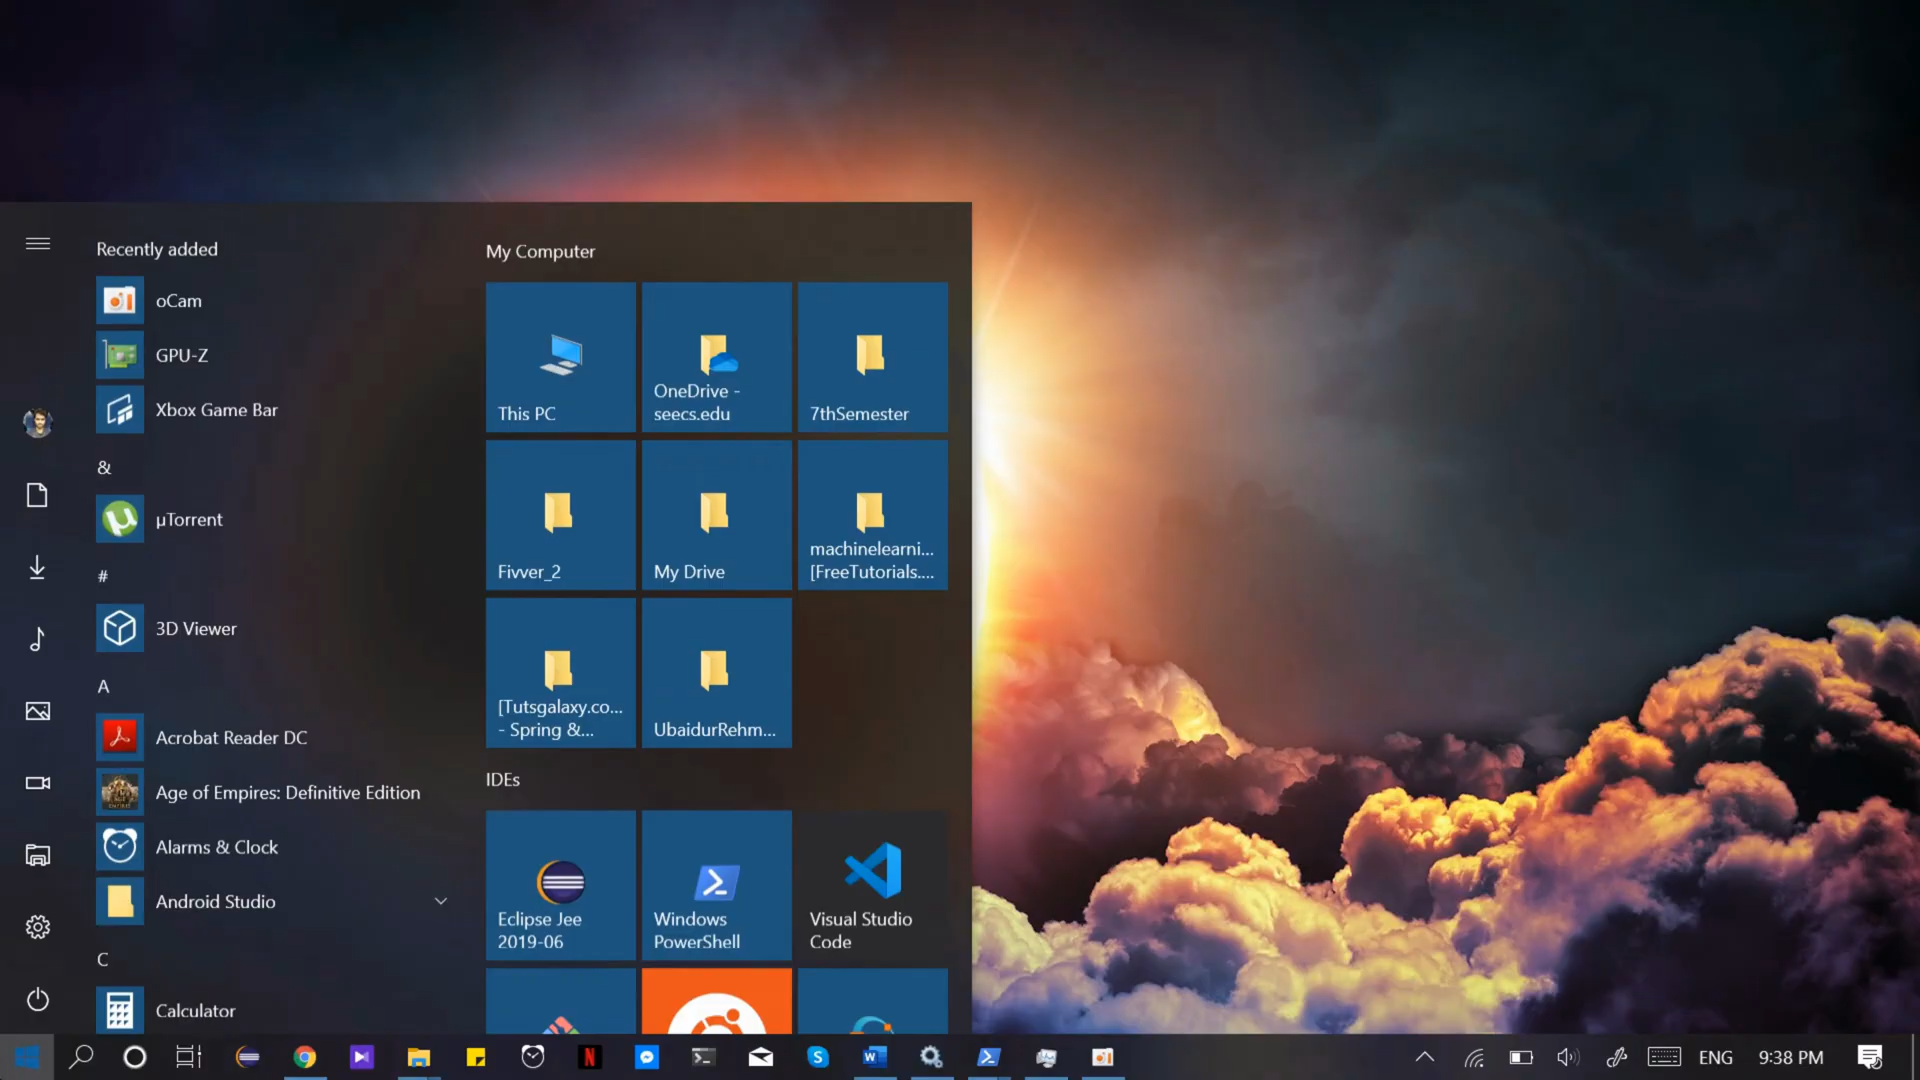 Recently added
oCam
GPU-Z
Xbox Game Bar
&
µTorrent
#
3D Viewer
A
Acrobat Reader DC
Age of Empires: Definitive Edition
Alarms & Clock
Android Studio
C
Calculator
My Computer
This PC
OneDrive -
seecs.edu
7thSemester
Fivver_2
My Drive
machinelearni...
[FreeTutorials....
[Tutsgalaxy.co...
- Spring &...
UbaidurRehm...
IDEs
Eclipse Jee
2019-06
Windows
PowerShell
Visual Studio
Code
ENG
9:38 PM